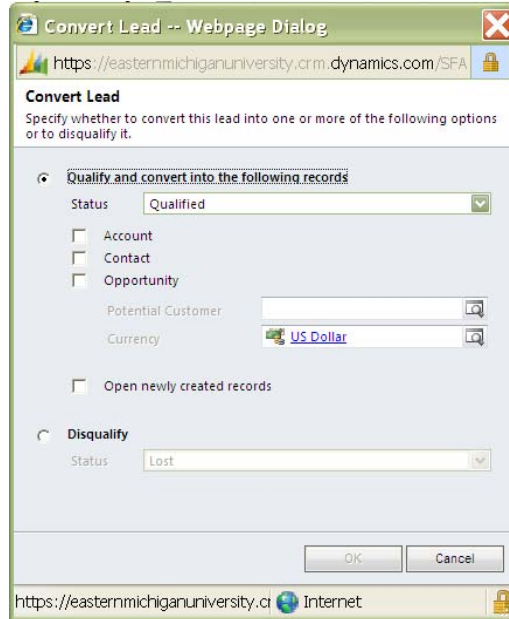 Convert Lead -- Webpage Dialog
https://easternmichiganuniversity.crm.dynamics.com/SFA
Convert Lead
Specify whether to convert this lead into one or more of the following options
or to disqualify it.
Qualify and convert into the following records
Status Qualified
Account
Contact
Opportunity
Potential Customer
Currency US Dollar
Open newly created records
Disqualify
Status Lost
OK Cancel
https://easternmichiganuniversity.cr Internet